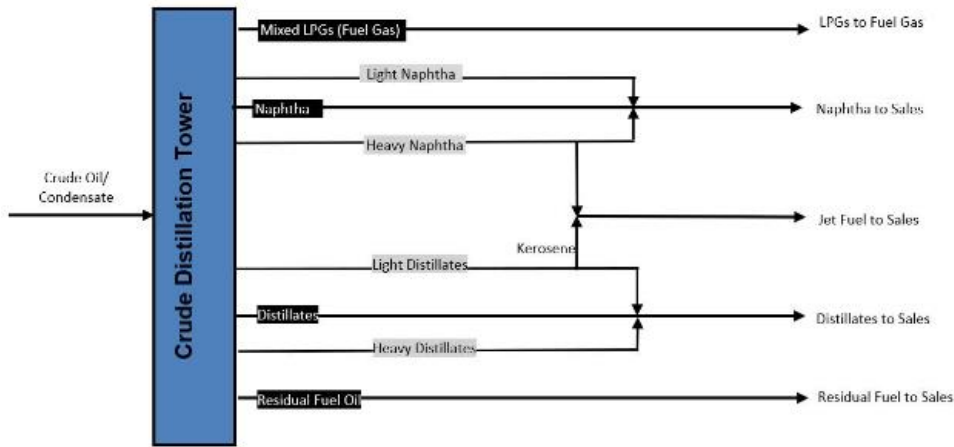 Mixed LPGs (Fuel Gas)
LPGs to Fuel Gas
Light Naphtha
Naphtha
Naphtha to Sales
Heavy Naphtha
Crude Oil/
Condensate
Crude Distillation Tower
Jet Fuel to Sales
Kerosene
Light Distillates
Distillates
Distillates to Sales
Heavy Distillates
Residual Fuel Oil
Residual Fuel to Sales